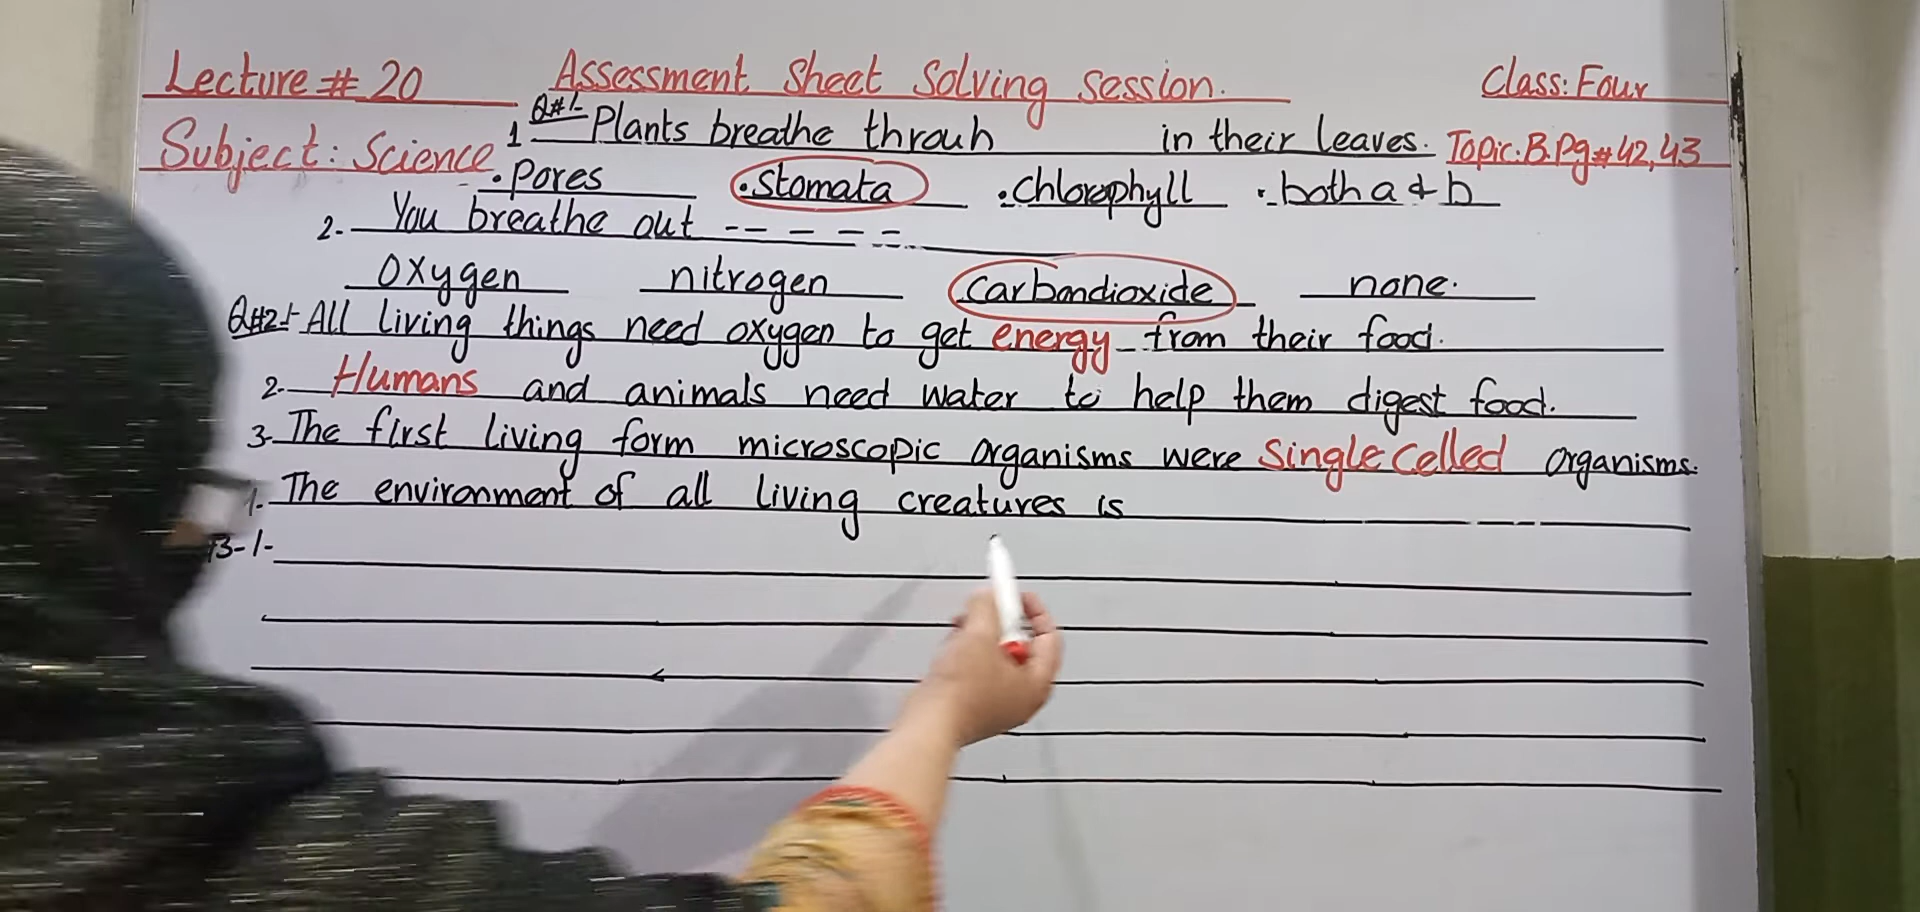 Lecture # 20 Assessment Sheet Solving Session. Class: Four
Subject: Science Topic. B. Pg # 42, 43
Q#1- 1 Plants breathe throuh in their leaves.
. Pores . Stomata . Chlorophyll . both a & b
2. You breathe out -- - - -
oxygen nitrogen Carbondioxide none.
Q#2:- All living things need oxygen to get energy from their food.
2- Humans and animals need water to help them digest food.
3- The first living form microscopic organisms were Single celled organisms.
1. The environment of all living creatures is
3-1-